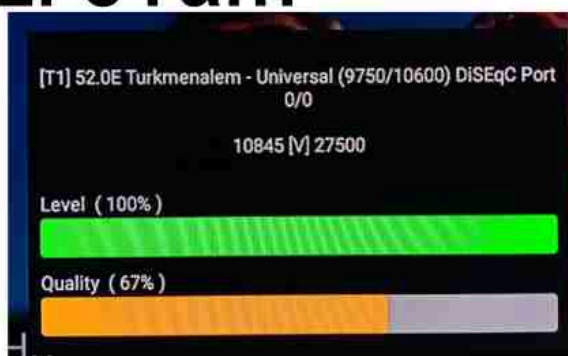 [T1] 52.0E Turkmenalem - Universal (9750/10600) DiSEqC Port
0/0
10845 [V] 27500
Level ( 100% )
Quality ( 67% )